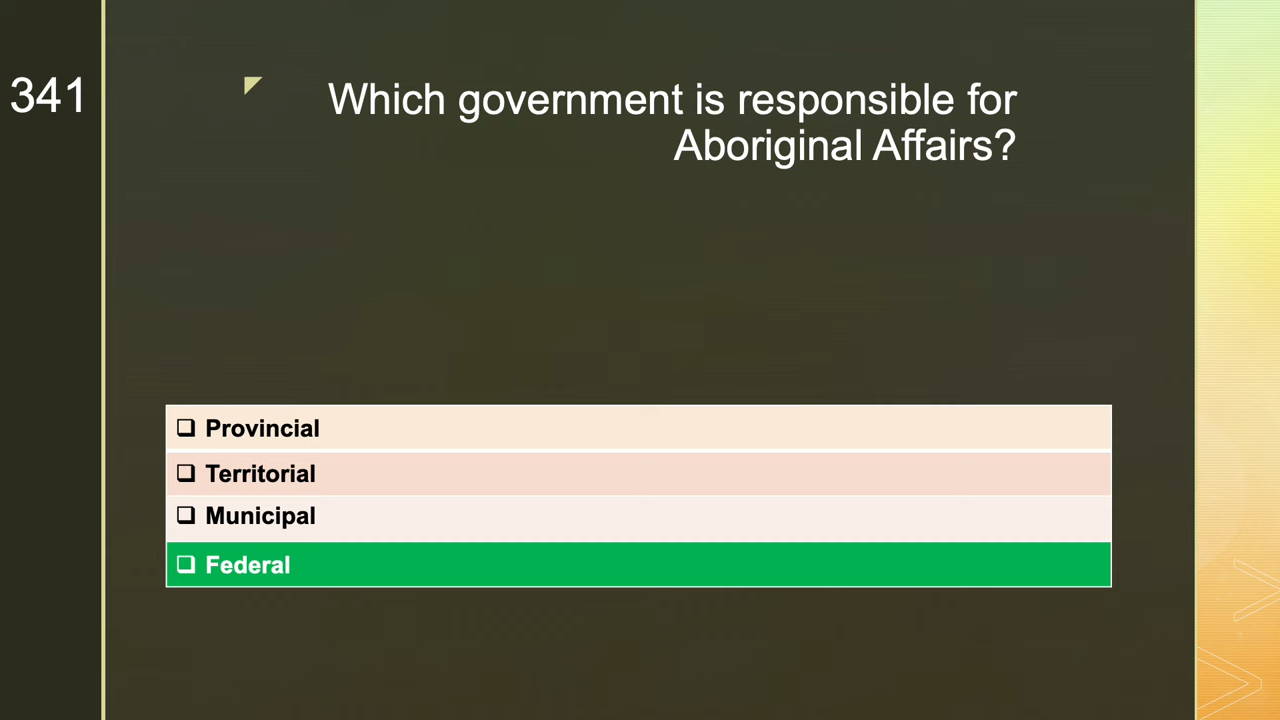 341
Which government is responsible for
Aboriginal Affairs?
❑ Provincial
❑ Territorial
❑ Municipal
❑ Federal